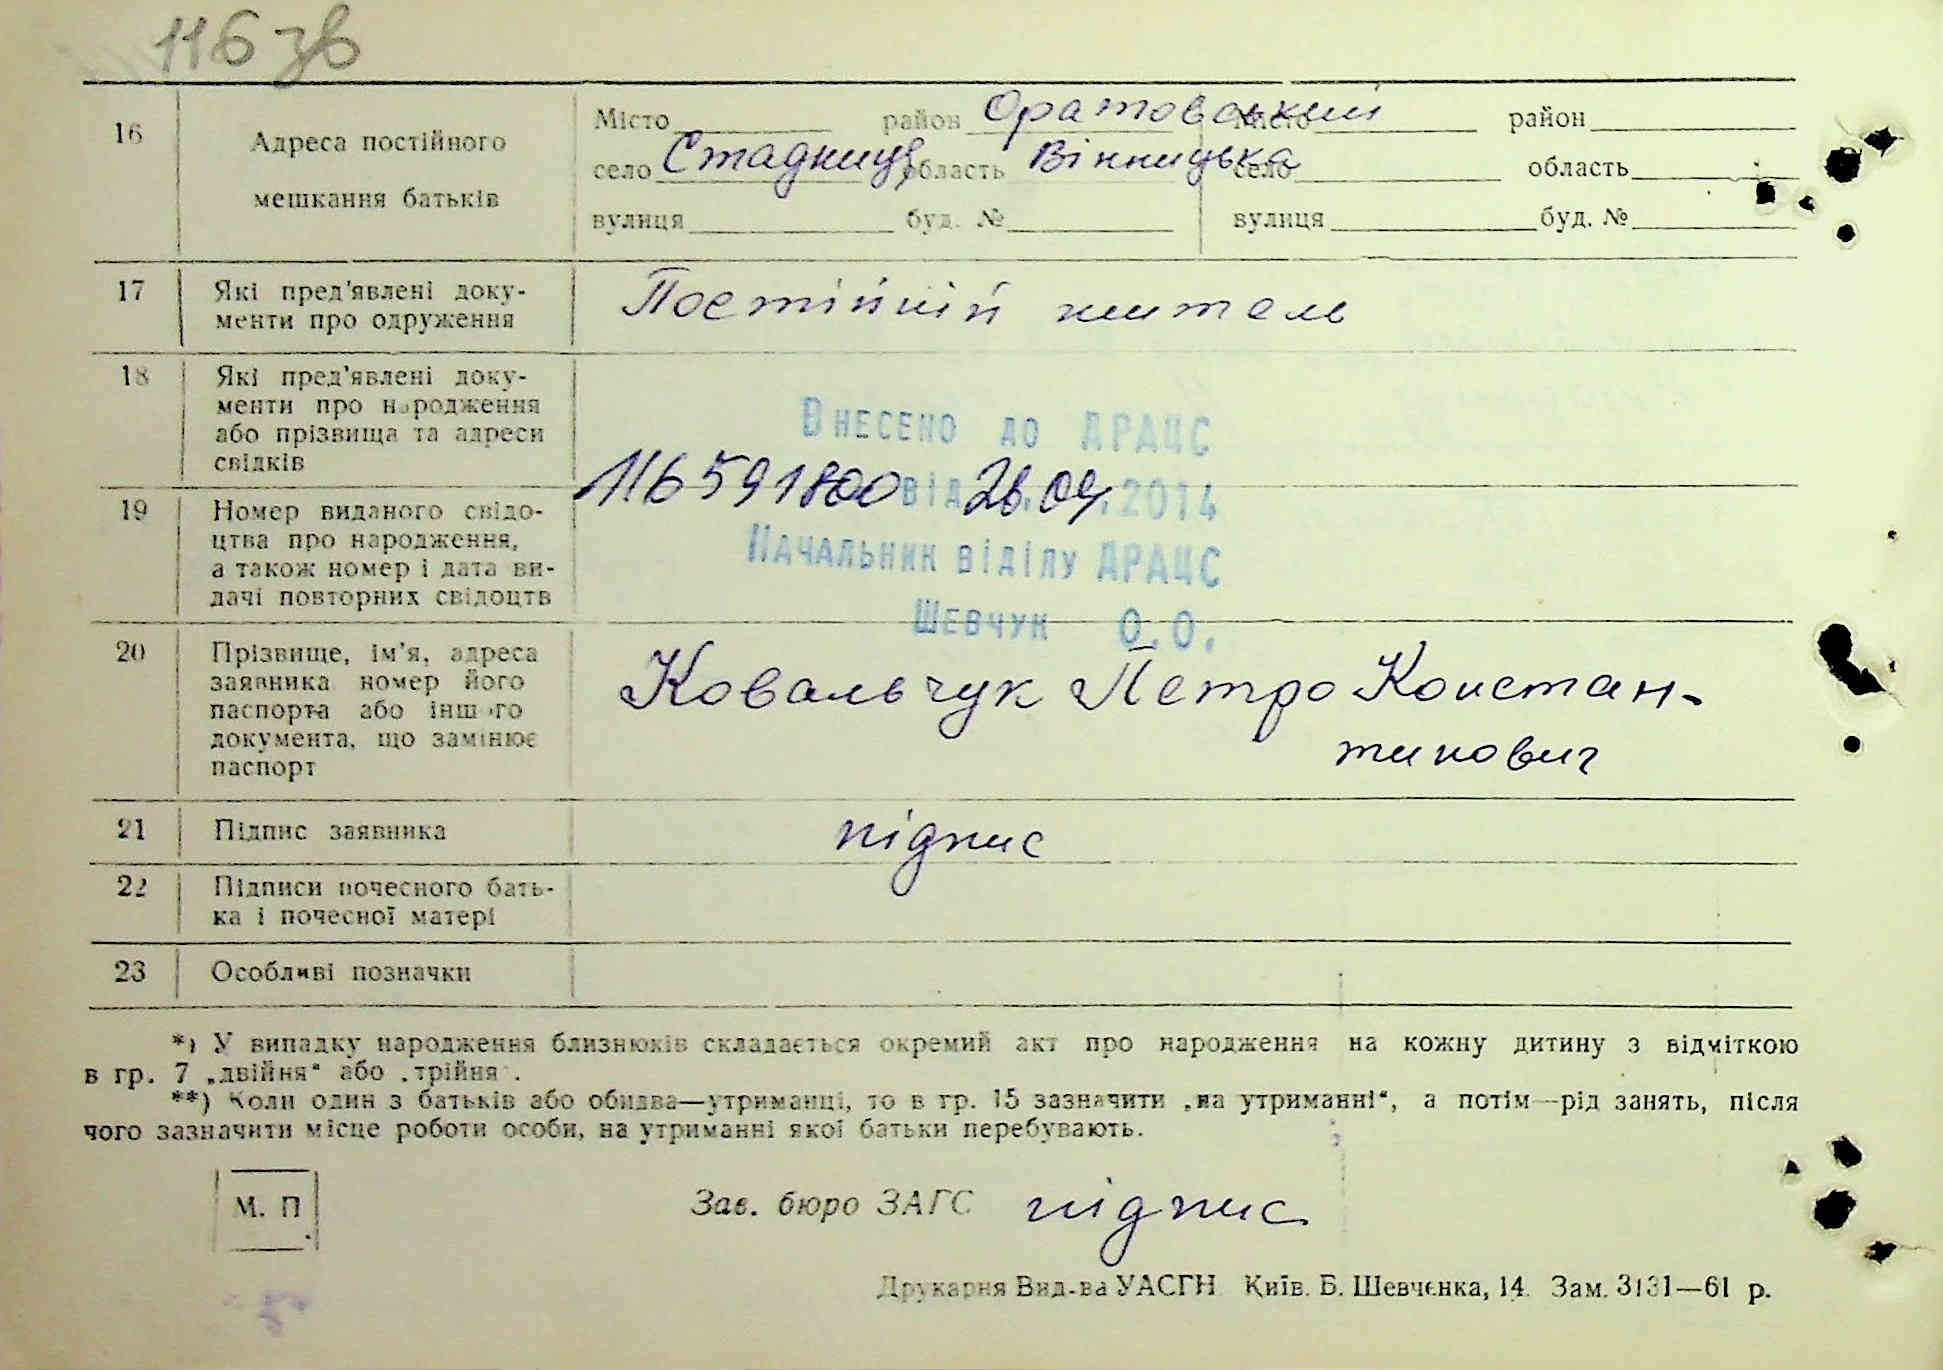 116 зв
16 Адреса постійного мешкання батьків
Місто район Оратовський Місто район
село Стадниця область Вінницька село область
вулиця буд. № вулиця буд. №
17 Які пред'явлені доку-
менти про одруження
Постійній житель
18 Які пред'явлені доку-
менти про народження
або прізвища та адреси
свідків
Внесено до ДРАЦС
116591800 від 26.04.2014
Начальник відділу ДРАЦС
Шевчук О.О.
19 Номер виданого свідо-
цтва про народження,
а також номер і дата ви-
дачі повторних свідоцтв
20 Прізвище, ім'я, адреса
заявника номер його
паспорта або іншого
документа, що замінює
паспорт
Ковальчук Петро Констан-
тинович
21 Підпис заявника підпис
22 Підписи почесного бать-
ка і почесної матері
23 Особливі позначки
*) У випадку народження близнюків складається окремий акт про народження на кожну дитину з відміткою
в гр. 7 „двійня“ або „трійня“.
**) Коли один з батьків або обидва—утриманці, то в гр. 15 зазначити „на утриманні“, а потім—рід занять, після
чого зазначити місце роботи особи, на утриманні якої батьки перебувають.
М. П.
Зав. бюро ЗАГС підпис
Друкарня Вид-ва УАСГН Київ. Б. Шевченка, 14. Зам. 3131—61 р.